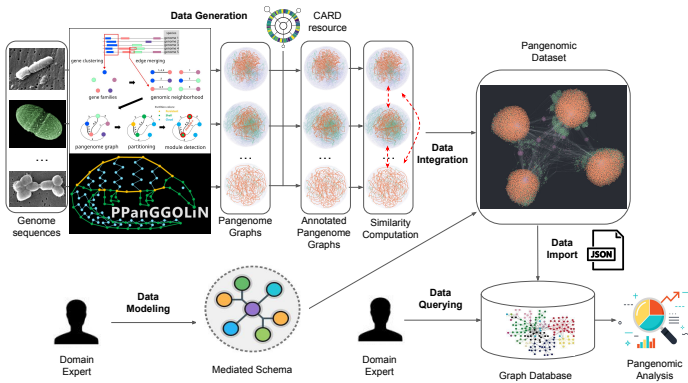 Data Generation
CARD
resource
gene clustering
edge merging
gene families
genomic neighborhood
pangenome graph
partitioning
module detection
PPanGGOLiN
...
...
...
...
Genome
sequences
Pangenome
Graphs
Annotated
Pangenome
Graphs
Similarity
Computation
Data
Integration
Pangenomic
Dataset
Data
Import
JSON
Data
Modeling
Domain
Expert
Mediated Schema
Data
Querying
Domain
Expert
Graph Database
Pangenomic
Analysis